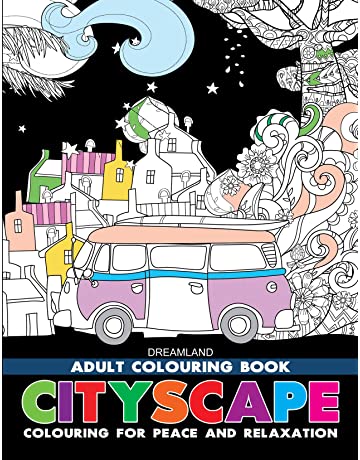 DREAMLAND
ADULT COLOURING BOOK
CITYSCAPE
COLOURING FOR PEACE AND RELAXATION